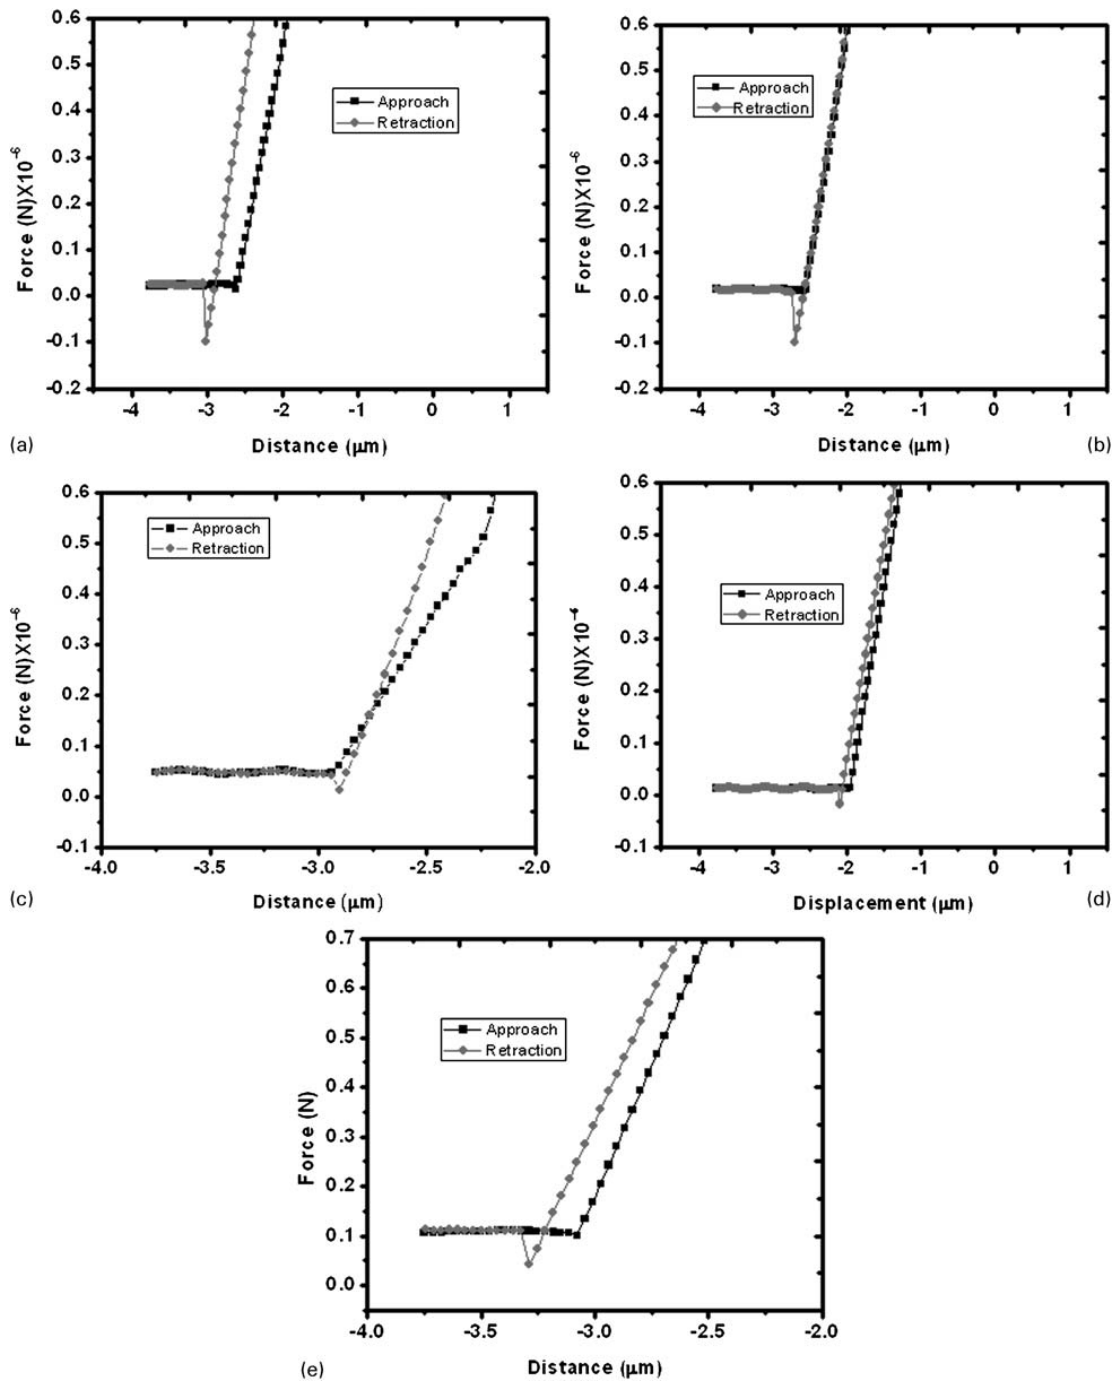 0.6
0.5
0.4
0.3
0.2
0.1
0.0
-0.1
-0.2
Force (N)X10⁻⁶
Approach
Retraction
-4 -3 -2 -1 0 1
(a) Distance (µm)
0.6
0.5
0.4
0.3
0.2
0.1
0.0
-0.1
-0.2
Force (N)X10⁻⁶
Approach
Retraction
-4 -3 -2 -1 0 1
Distance (µm) (b)
0.6
0.5
0.4
0.3
0.2
0.1
0.0
-0.1
Force (N)X10⁻⁶
Approach
Retraction
-4.0 -3.5 -3.0 -2.5 -2.0
(c) Distance (µm)
0.6
0.5
0.4
0.3
0.2
0.1
0.0
-0.1
Force (N)X10⁻⁶
Approach
Retraction
-4 -3 -2 -1 0 1
Displacement (µm) (d)
0.7
0.6
0.5
0.4
0.3
0.2
0.1
0.0
Force (N)
Approach
Retraction
-4.0 -3.5 -3.0 -2.5 -2.0
(e) Distance (µm)